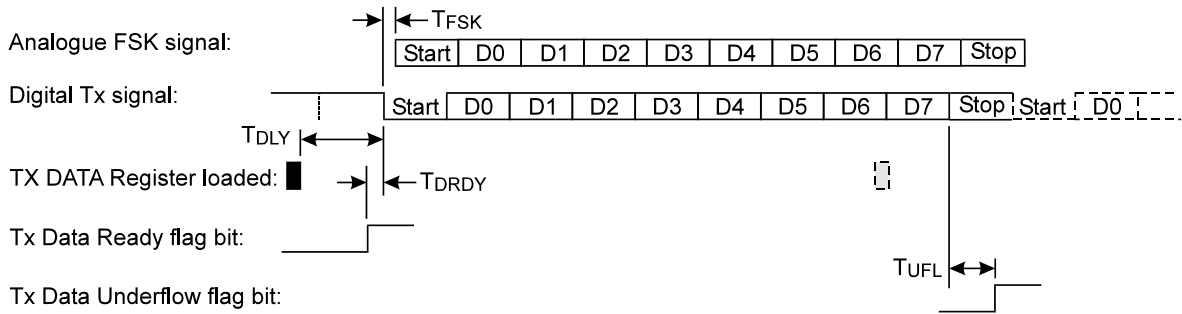 TFSK
Analogue FSK signal: Start D0 D1 D2 D3 D4 D5 D6 D7 Stop
Digital Tx signal: Start D0 D1 D2 D3 D4 D5 D6 D7 Stop Start D0
TDLY
TX DATA Register loaded: TDRDY
Tx Data Ready flag bit:
TUFL
Tx Data Underflow flag bit: